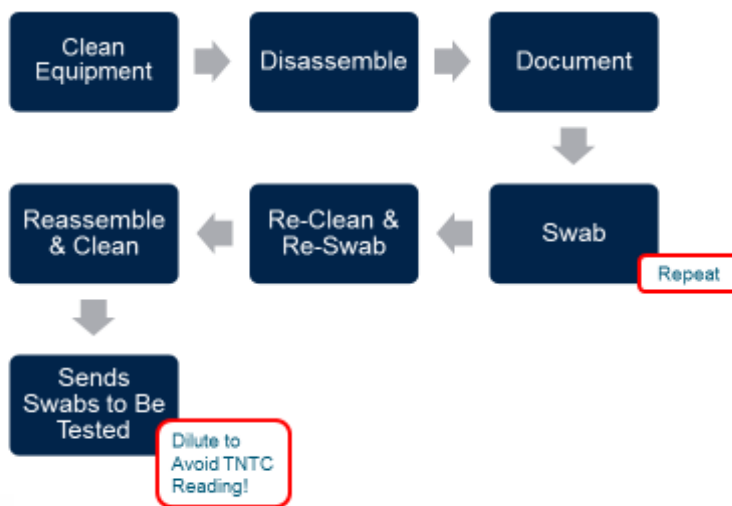 Clean
Equipment
Disassemble
Document
Swab
Repeat
Re-Clean &
Re-Swab
Reassemble
& Clean
Sends
Swabs to Be
Tested
Dilute to
Avoid TNTC
Reading!